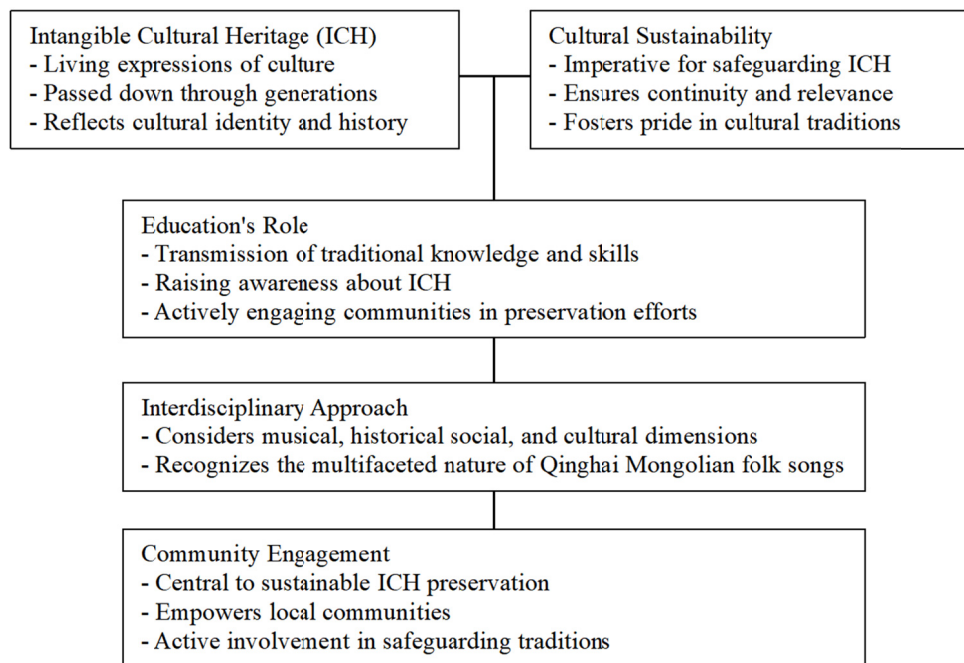 Intangible Cultural Heritage (ICH)
- Living expressions of culture
- Passed down through generations
- Reflects cultural identity and history
Cultural Sustainability
- Imperative for safeguarding ICH
- Ensures continuity and relevance
- Fosters pride in cultural traditions
Education's Role
- Transmission of traditional knowledge and skills
- Raising awareness about ICH
- Actively engaging communities in preservation efforts
Interdisciplinary Approach
- Considers musical, historical social, and cultural dimensions
- Recognizes the multifaceted nature of Qinghai Mongolian folk songs
Community Engagement
- Central to sustainable ICH preservation
- Empowers local communities
- Active involvement in safeguarding traditions